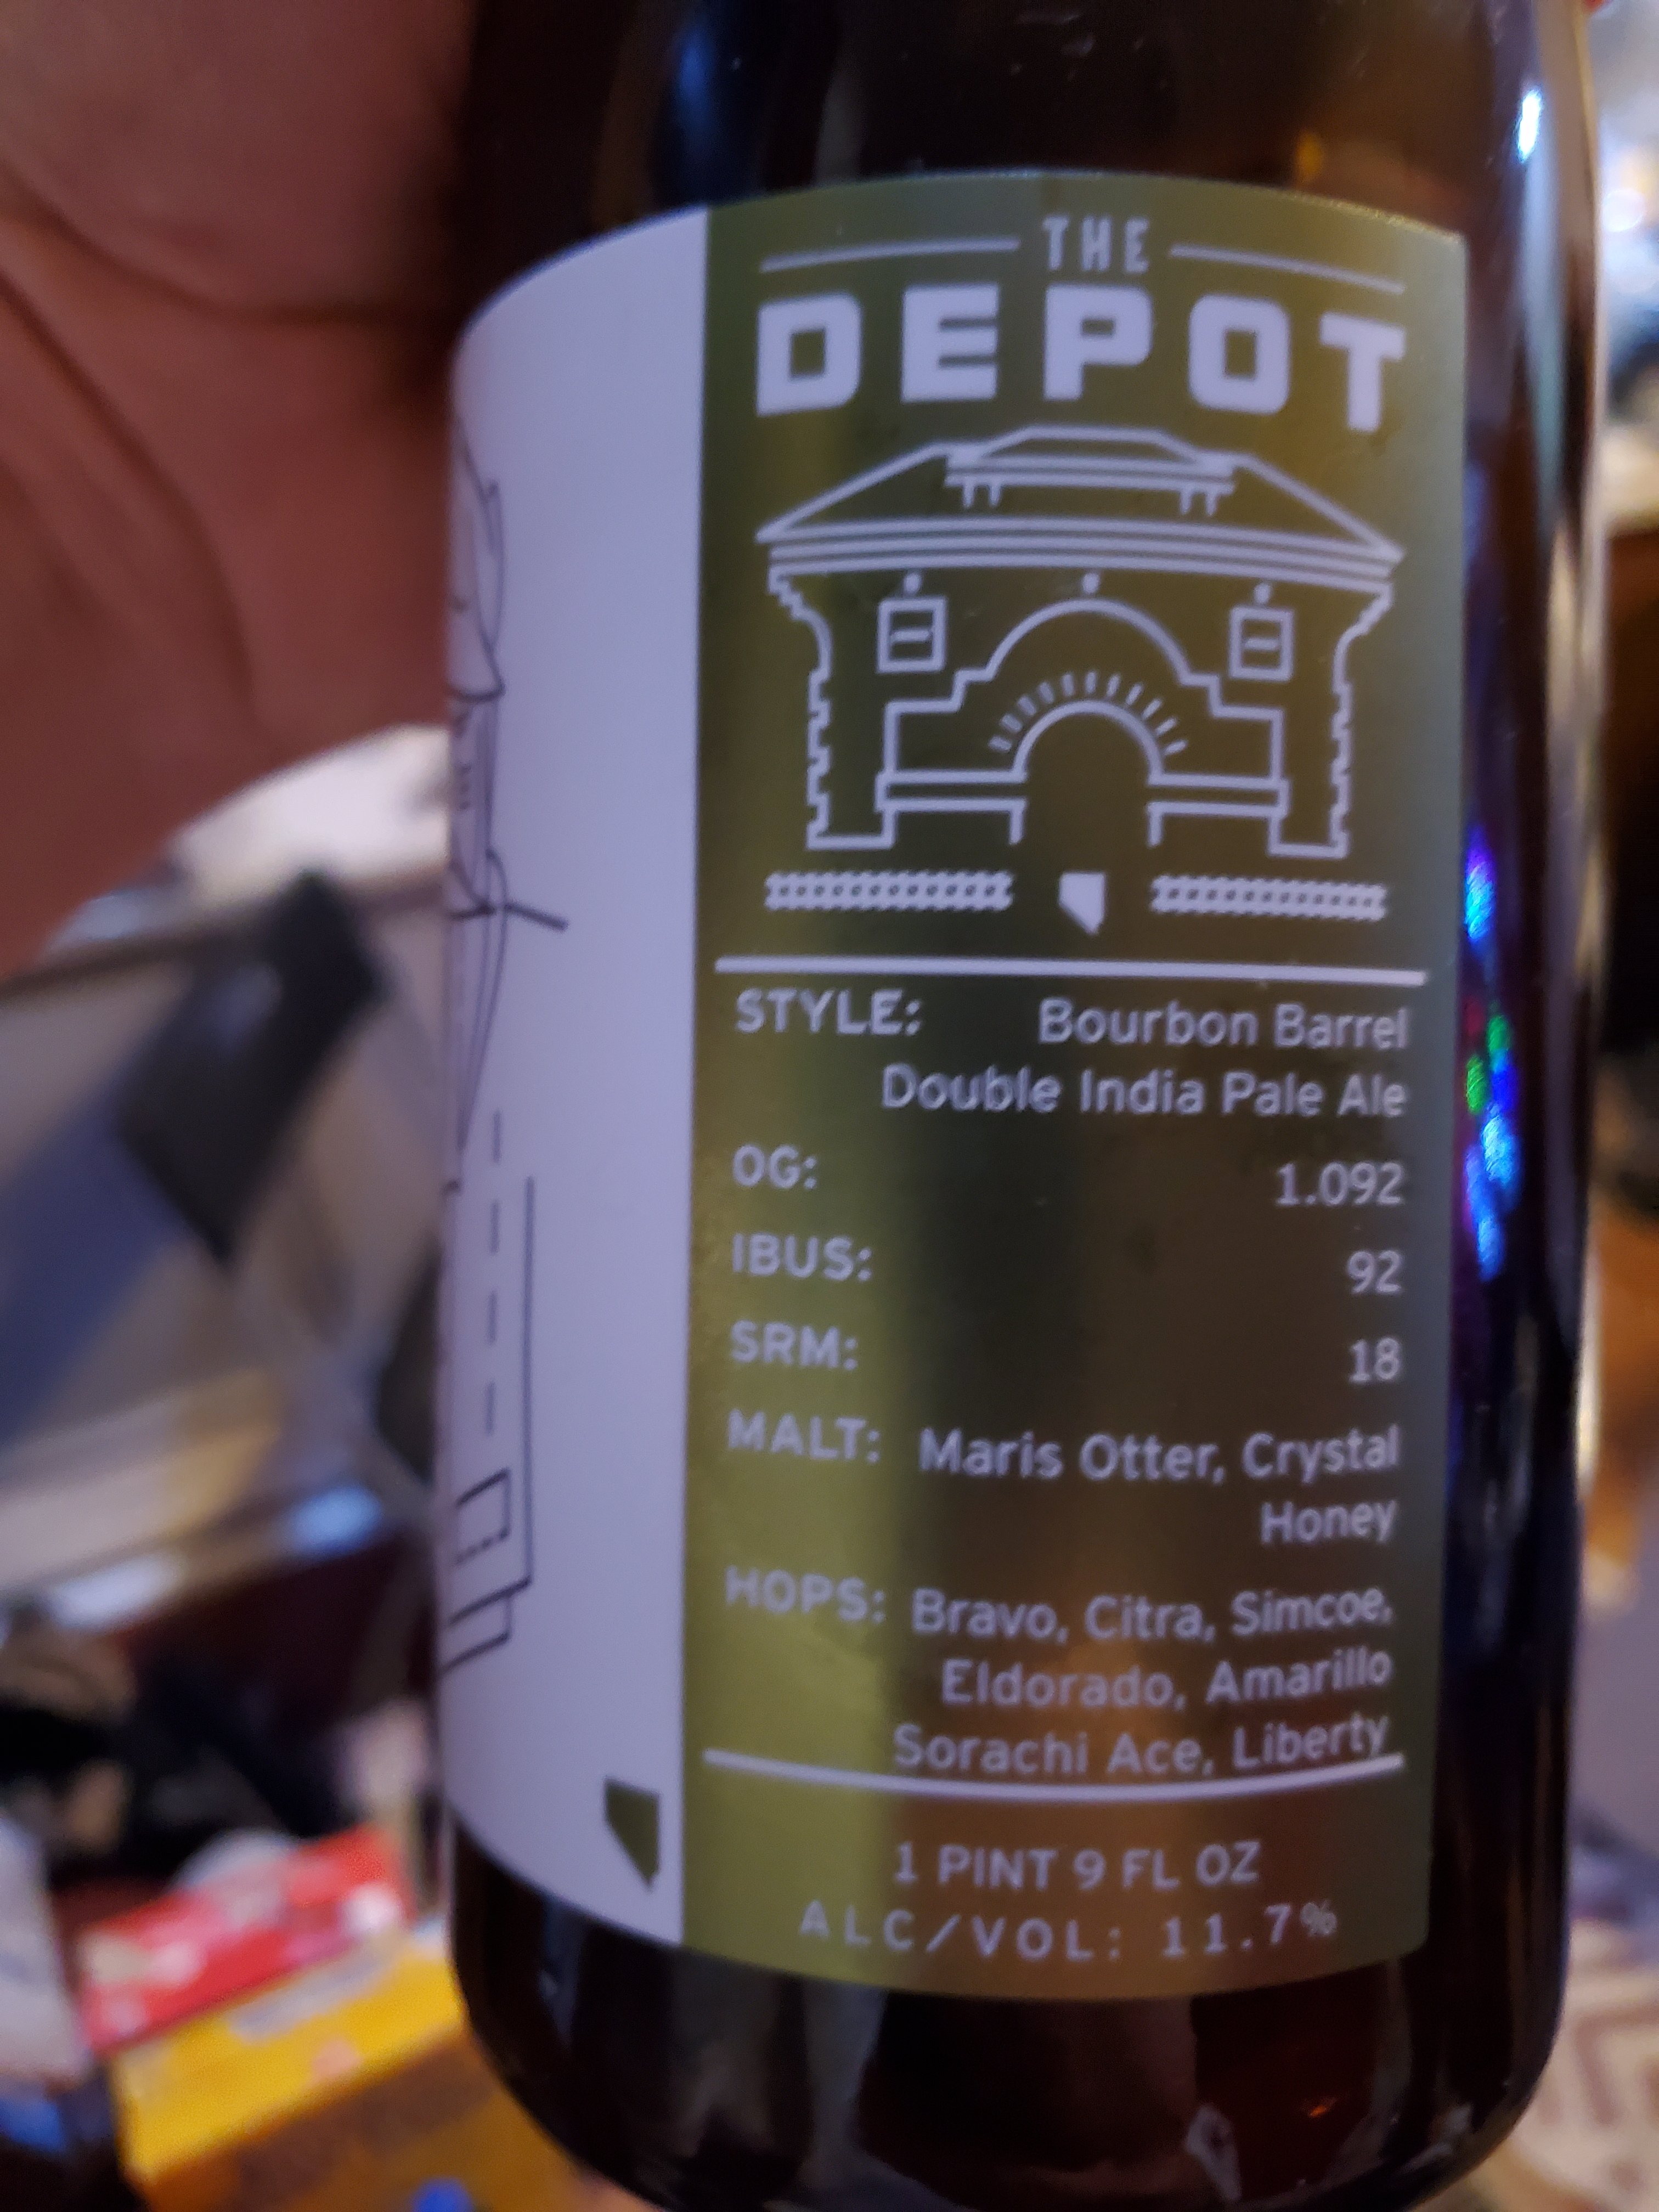 THE
DEPOT
STYLE: Bourbon Barrel
Double India Pale Ale
OG: 1.092
IBUS: 92
SRM: 18
MALT: Maris Otter, Crystal
Honey
HOPS: Bravo, Citra, Simcoe,
Eldorado, Amarillo
Sorachi Ace, Liberty
1 PINT 9 FL OZ
ALC/VOL: 11.7%